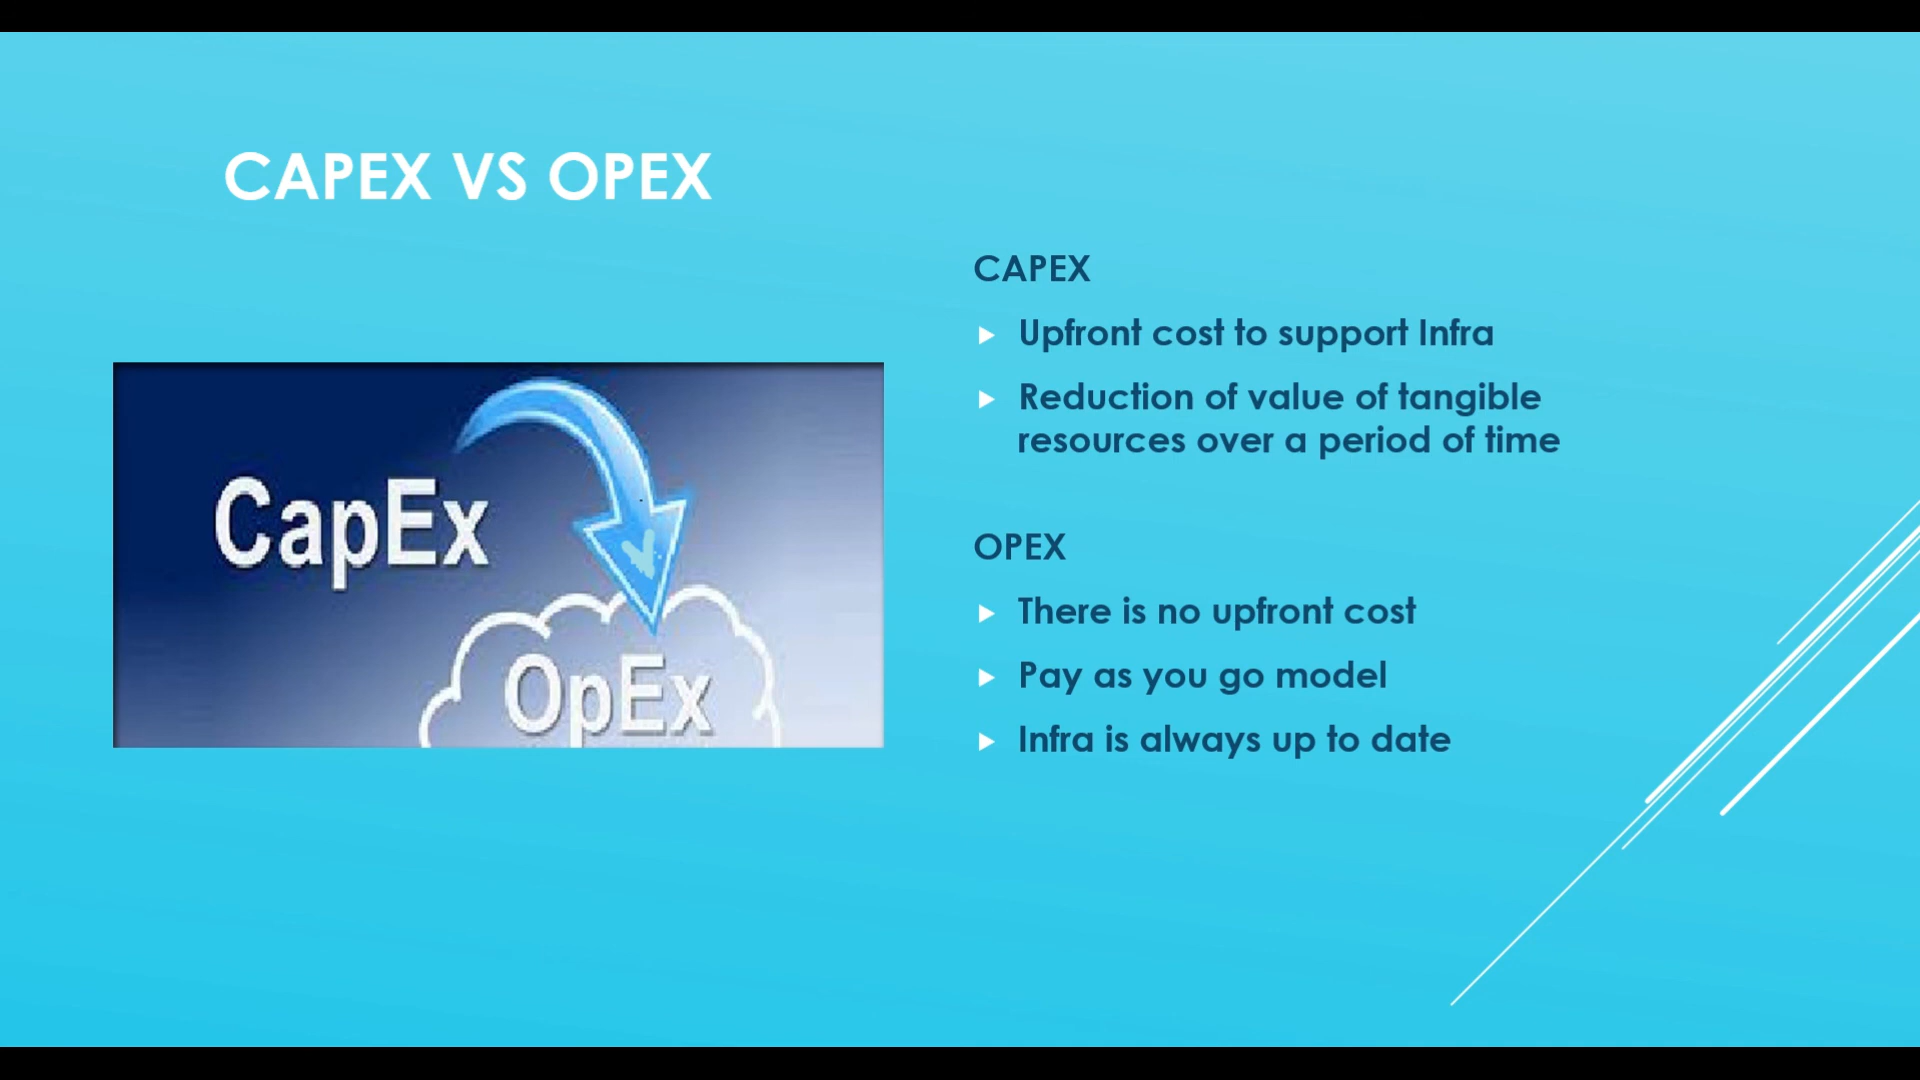 CAPEX VS OPEX
CapEx
OpEx
CAPEX
Upfront cost to support Infra
Reduction of value of tangible
resources over a period of time
OPEX
There is no upfront cost
Pay as you go model
Infra is always up to date